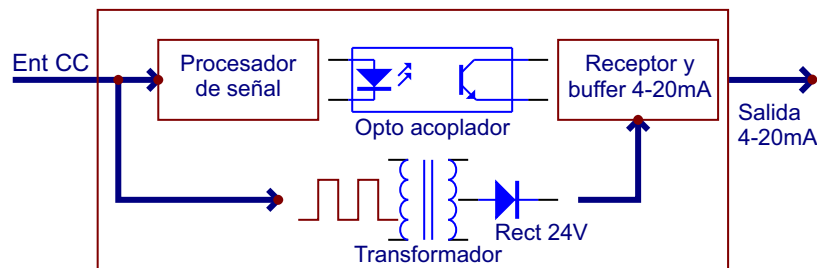 Ent CC
Procesador
de señal
Opto acoplador
Receptor y
buffer 4-20mA
Salida
4-20mA
Transformador
Rect 24V